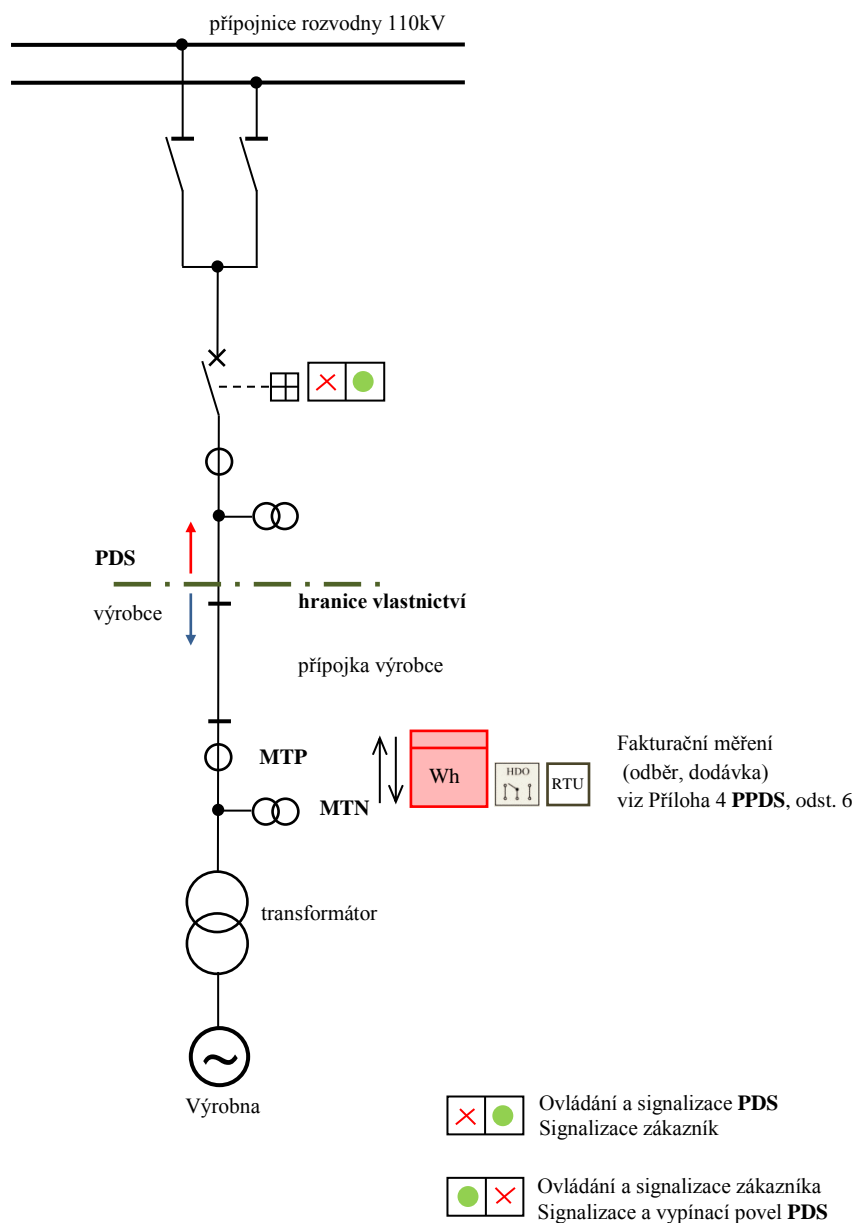 přípojnice rozvodny 110kV
PDS
výrobce
hranice vlastnictví
přípojka výrobce
MTP
MTN
Wh
HDO
RTU
Fakturační měření
(odběr, dodávka)
viz Příloha 4 PPDS, odst. 6
transformátor
~
Výrobna
Ovládání a signalizace PDS
Signalizace zákazník
Ovládání a signalizace zákazníka
Signalizace a vypínací povel PDS